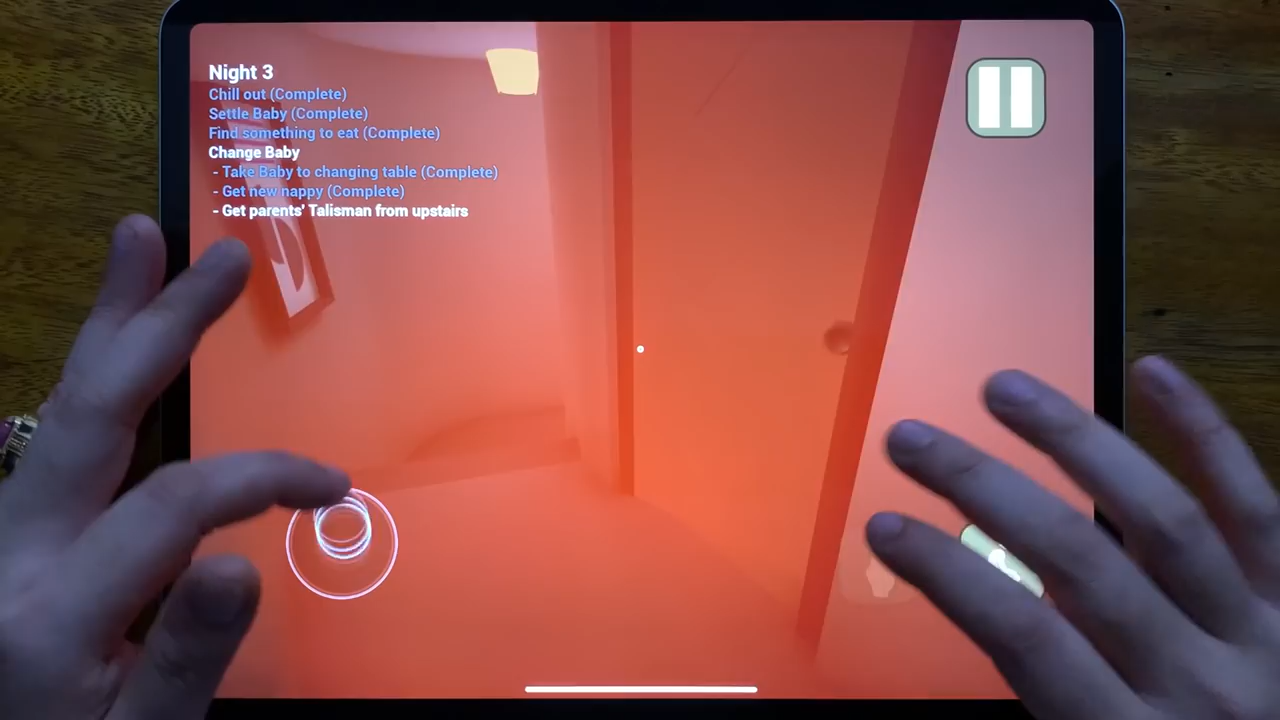 Night 3
Chill out (Complete)
Settle Baby (Complete)
Find something to eat (Complete)
Change Baby
- Take Baby to changing table (Complete)
- Get new nappy (Complete)
- Get parents' Talisman from upstairs